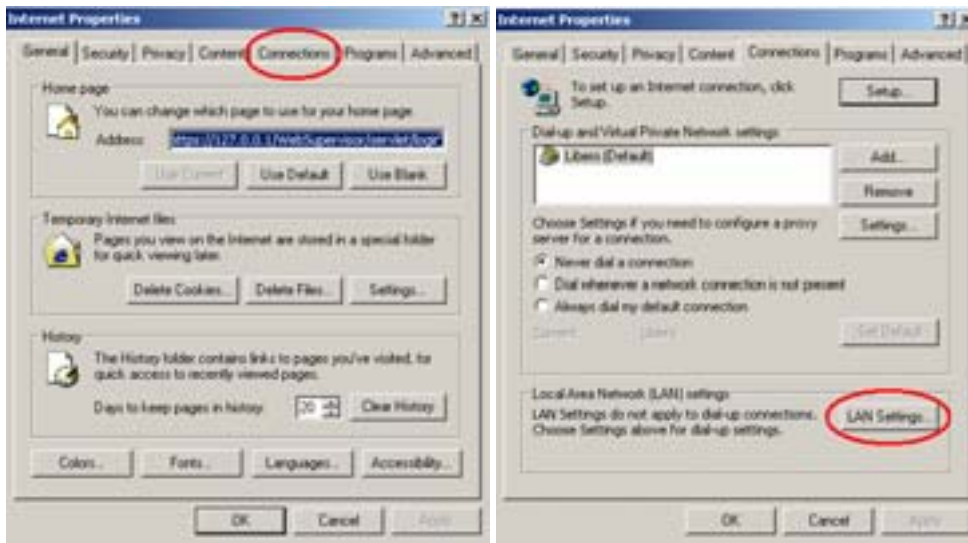 Internet Properties
General Security Privacy Content Connections Programs Advanced
Home page
You can change which page to use for your home page.
Address:
Use Current Use Default Use Blank
Temporary Internet files
Pages you view on the Internet are stored in a special folder
for quick viewing later.
Delete Cookies... Delete Files... Settings...
History
The History folder contains links to pages you've visited, for
quick access to recently viewed pages.
Days to keep pages in history: 20 Clear History
Colors... Fonts... Languages... Accessibility...
OK Cancel Apply
Internet Properties
General Security Privacy Content Connections Programs Advanced
To set up an Internet connection, click
Setup.
Setup...
Dial-up and Virtual Private Network settings
Libero (Default)
Add...
Remove
Choose Settings if you need to configure a proxy
server for a connection.
Settings...
Never dial a connection
Dial whenever a network connection is not present
Always dial my default connection
Current Libero Set Default
Local Area Network (LAN) settings
LAN Settings do not apply to dial-up connections.
Choose Settings above for dial-up settings.
LAN Settings...
OK Cancel Apply